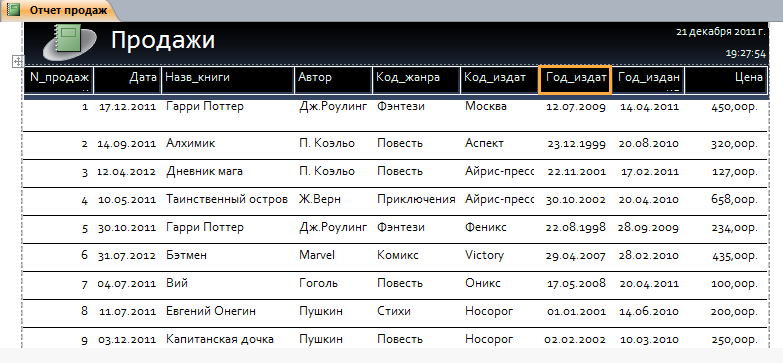 Отчет продаж
Продажи
21 декабря 2011 г.
19:27:54
N_продаж Дата Назв_книги Автор Код_жанра Код_издат Год_издат Год_издан Цена
1 17.12.2011 Гарри Поттер Дж.Роулинг Фэнтези Москва 12.07.2009 14.04.2011 450,00р.
2 14.09.2011 Алхимик П. Коэльо Повесть Аспект 23.12.1999 20.08.2010 320,00р.
3 12.04.2012 Дневник мага П. Коэльо Повесть Айрис-пресс 22.11.2001 17.02.2011 127,00р.
4 10.05.2011 Таинственный остров Ж.Верн Приключения Айрис-пресс 30.10.2002 20.04.2010 658,00р.
5 30.10.2011 Гарри Поттер Дж.Роулинг Фэнтези Феникс 22.08.1998 28.09.2009 234,00р.
6 31.07.2012 Бэтмен Marvel Комикс Victory 29.04.2007 28.02.2010 435,00р.
7 04.07.2011 Вий Гоголь Повесть Оникс 17.05.2008 20.04.2011 100,00р.
8 11.07.2011 Евгений Онегин Пушкин Стихи Носорог 01.01.2001 14.06.2010 200,00р.
9 03.12.2011 Капитанская дочка Пушкин Повесть Носорог 02.02.2002 10.03.2010 250,00р.